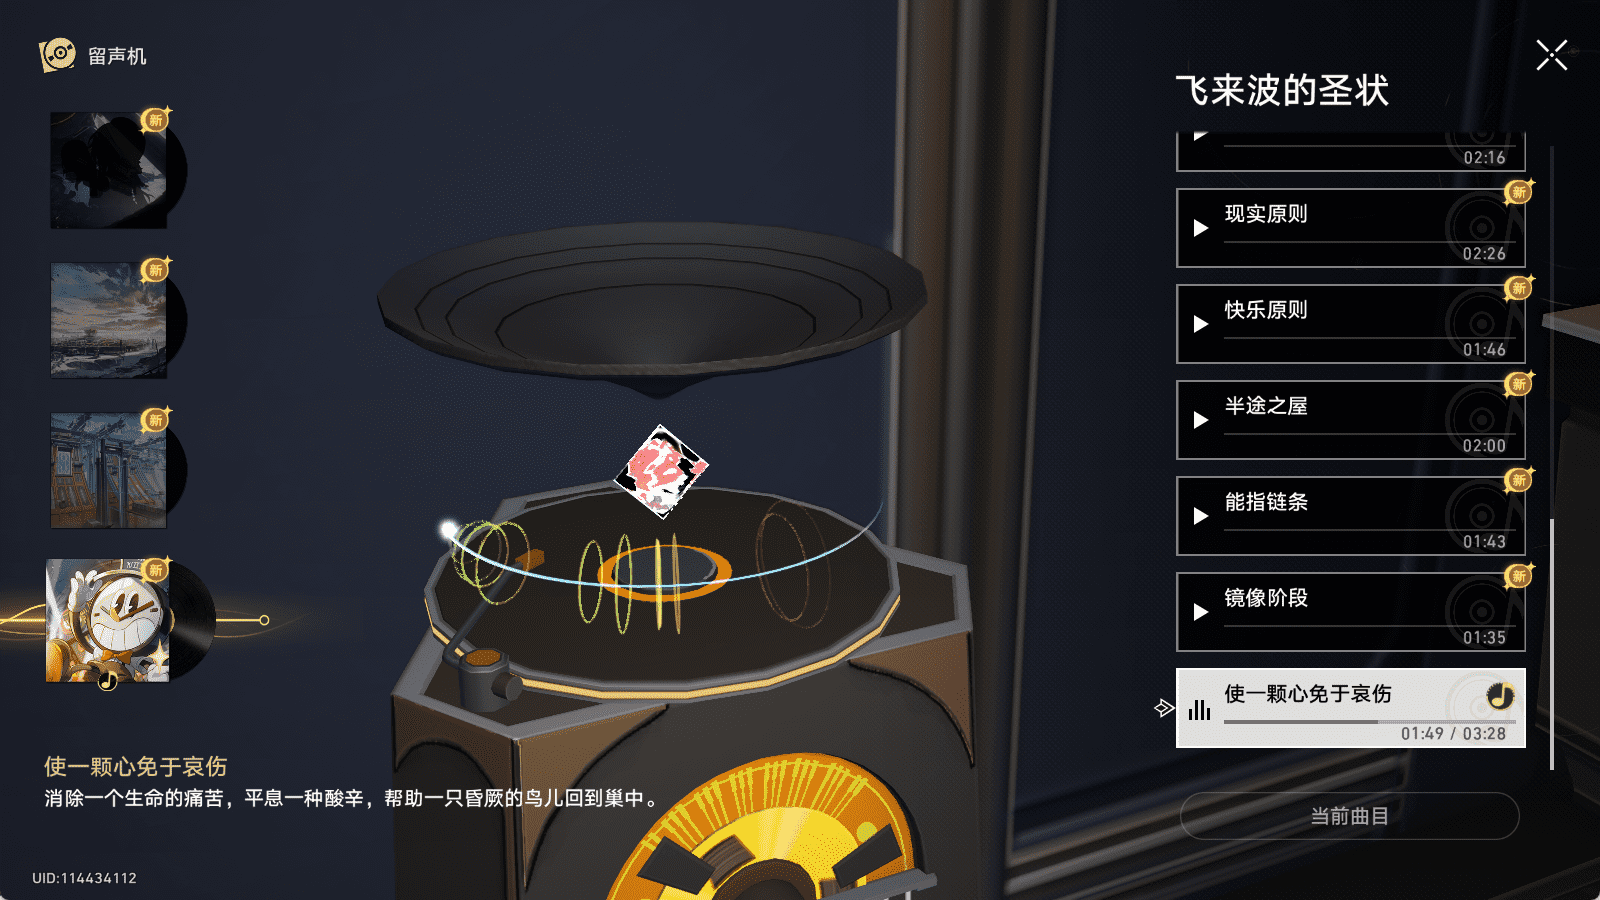 留声机
新
新
新
新
飞来波的圣状
02:16
新
现实原则
02:26
新
快乐原则
01:46
新
半途之屋
02:00
新
能指链条
01:43
新
镜像阶段
01:35
使一颗心免于哀伤
01:49 / 03:28
当前曲目
使一颗心免于哀伤
消除一个生命的痛苦，平息一种酸辛，帮助一只昏厥的鸟儿回到巢中。
UID:114434112